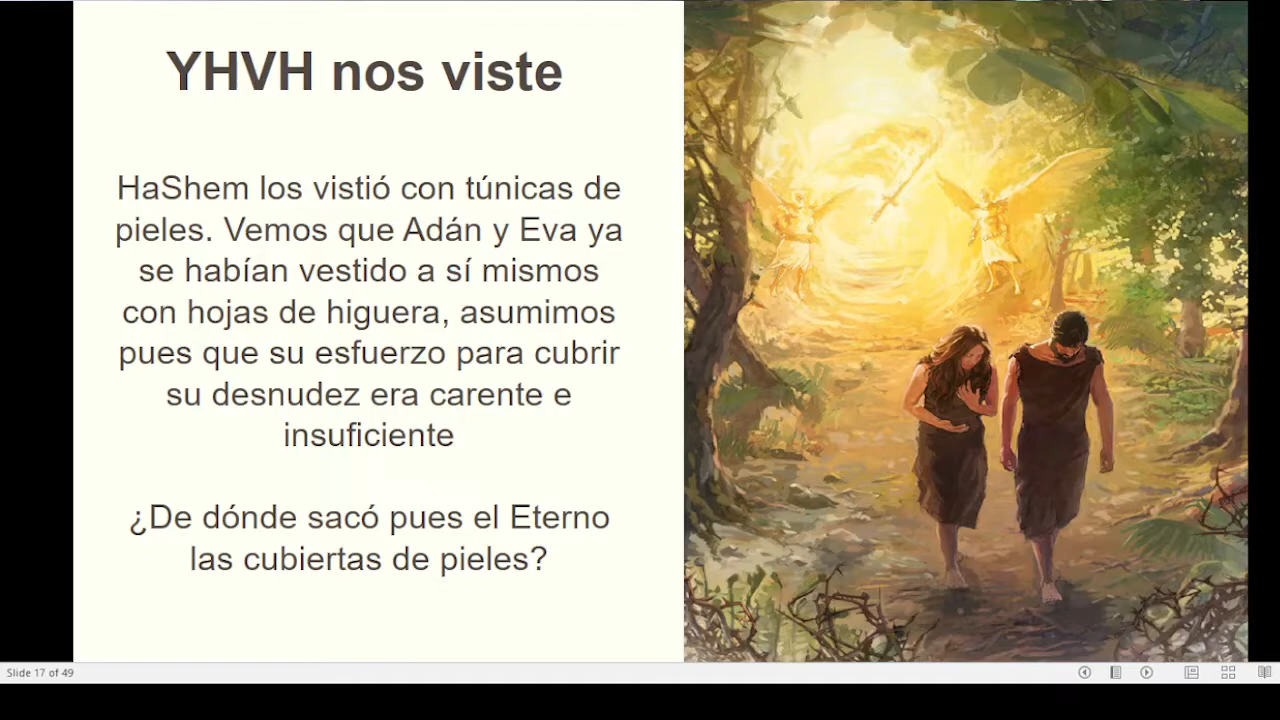 YHVH nos viste
HaShem los vistió con túnicas de
pieles. Vemos que Adán y Eva ya
se habían vestido a sí mismos
con hojas de higuera, asumimos
pues que su esfuerzo para cubrir
su desnudez era carente e
insuficiente
¿De dónde sacó pues el Eterno
las cubiertas de pieles?
Slide 17 of 49